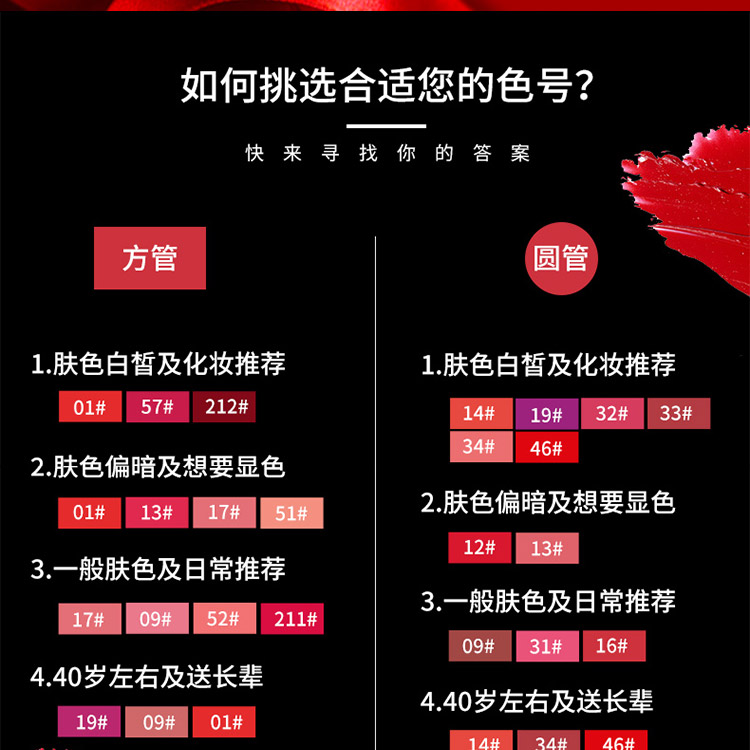 如何挑选合适您的色号?
快来寻找你的答案
方管
1.肤色白皙及化妆推荐
01# 57# 212#
2.肤色偏暗及想要显色
01# 13# 17# 51#
3.一般肤色及日常推荐
17# 09# 52# 211#
4.40岁左右及送长辈
19# 09# 01#
圆管
1.肤色白皙及化妆推荐
14# 19# 32# 33#
34# 46#
2.肤色偏暗及想要显色
12# 13#
3.一般肤色及日常推荐
09# 31# 16#
4.40岁左右及送长辈
14# 34# 46#